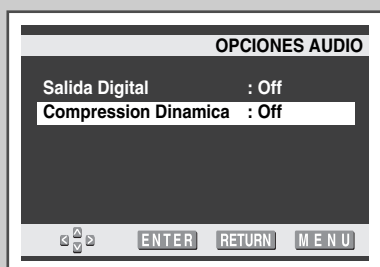 OPCIONES AUDIO
Salida Digital : Off
Compression Dinamica : Off
ENTER RETURN MENU